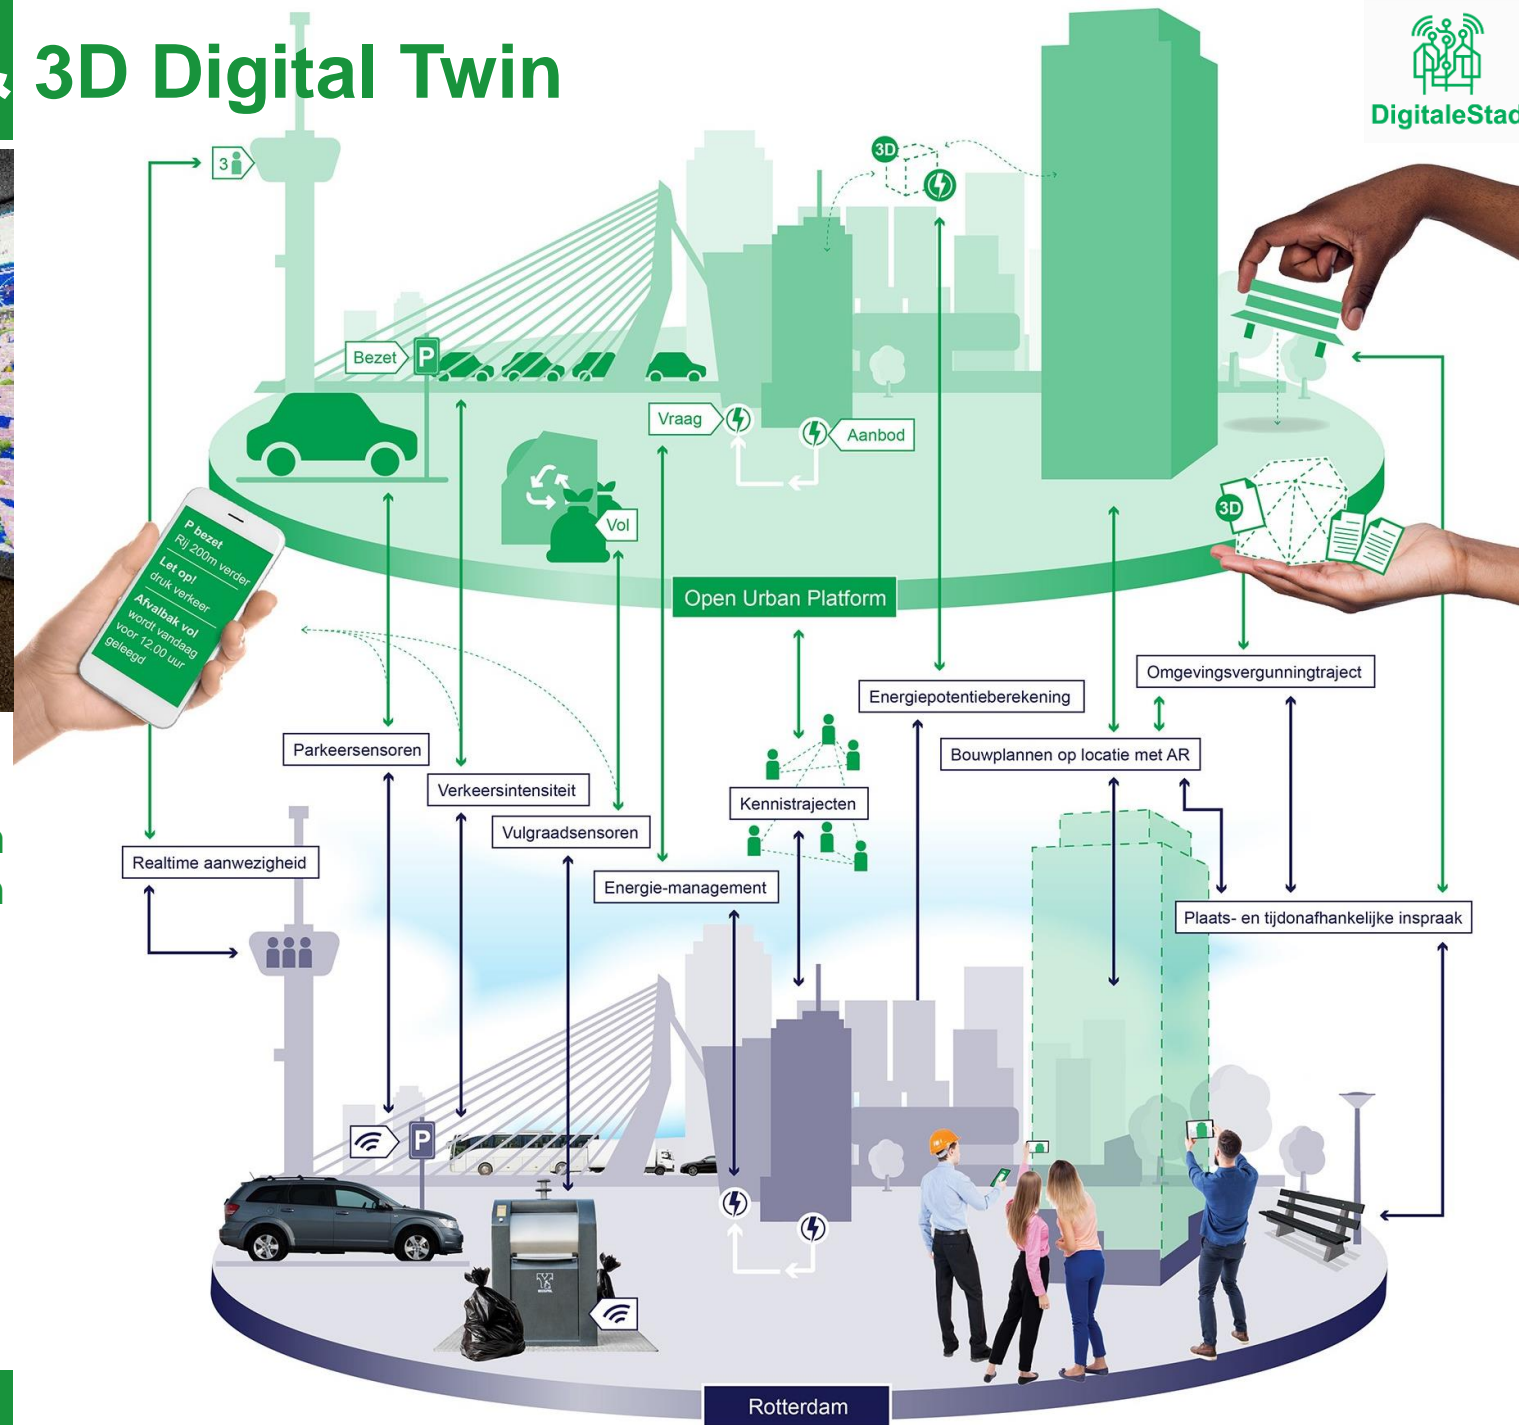 3D Digital Twin
DigitaleStad
3
3D
Bezet
P
Vraag
Aanbod
Vol
3D
P bezet
Rij 200m verder
Let op!
druk verkeer
Afvalbak vol
wordt vandaag
voor 12.00 uur
geleegd
Open Urban Platform
Omgevingsvergunningtraject
Energiepotentieberekening
Parkeersensoren
Bouwplannen op locatie met AR
Verkeersintensiteit
Kennistrajecten
Vulgraadsensoren
Realtime aanwezigheid
Energie-management
Plaats- en tijdonafhankelijke inspraak
P
Rotterdam